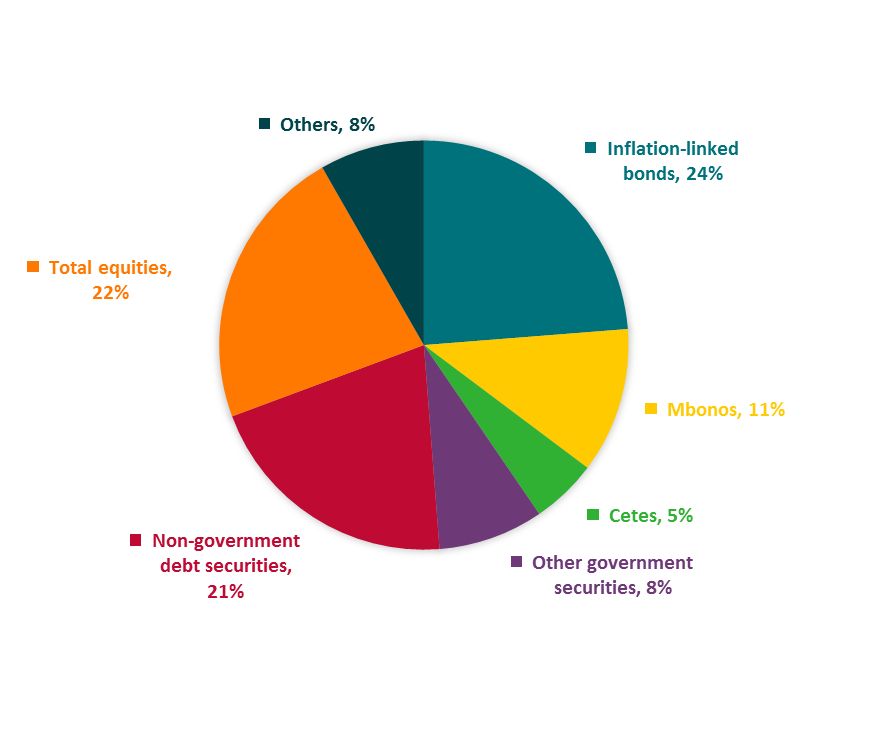 Others, 8%
Inflation-linked
bonds, 24%
Total equities,
22%
Mbonos, 11%
Cetes, 5%
Non-government
debt securities,
21%
Other government
securities, 8%